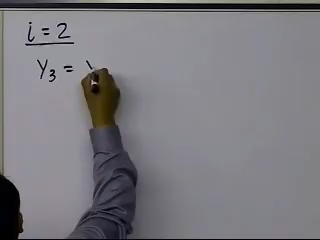 i = 2
y₃ =